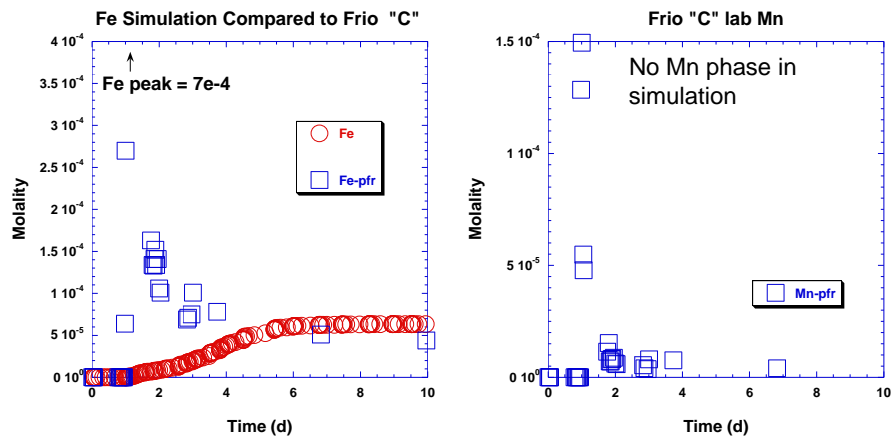 Fe Simulation Compared to Frio "C"
4 10⁻⁴
3.5 10⁻⁴
3 10⁻⁴
2.5 10⁻⁴
2 10⁻⁴
1.5 10⁻⁴
1 10⁻⁴
5 10⁻⁵
0 10⁰
Molality
Fe peak = 7e-4
Fe
Fe-pfr
0 2 4 6 8 10
Time (d)
Frio "C" lab Mn
1.5 10⁻⁴
1 10⁻⁴
5 10⁻⁵
0 10⁰
Molality
No Mn phase in
simulation
Mn-pfr
0 2 4 6 8 10
Time (d)